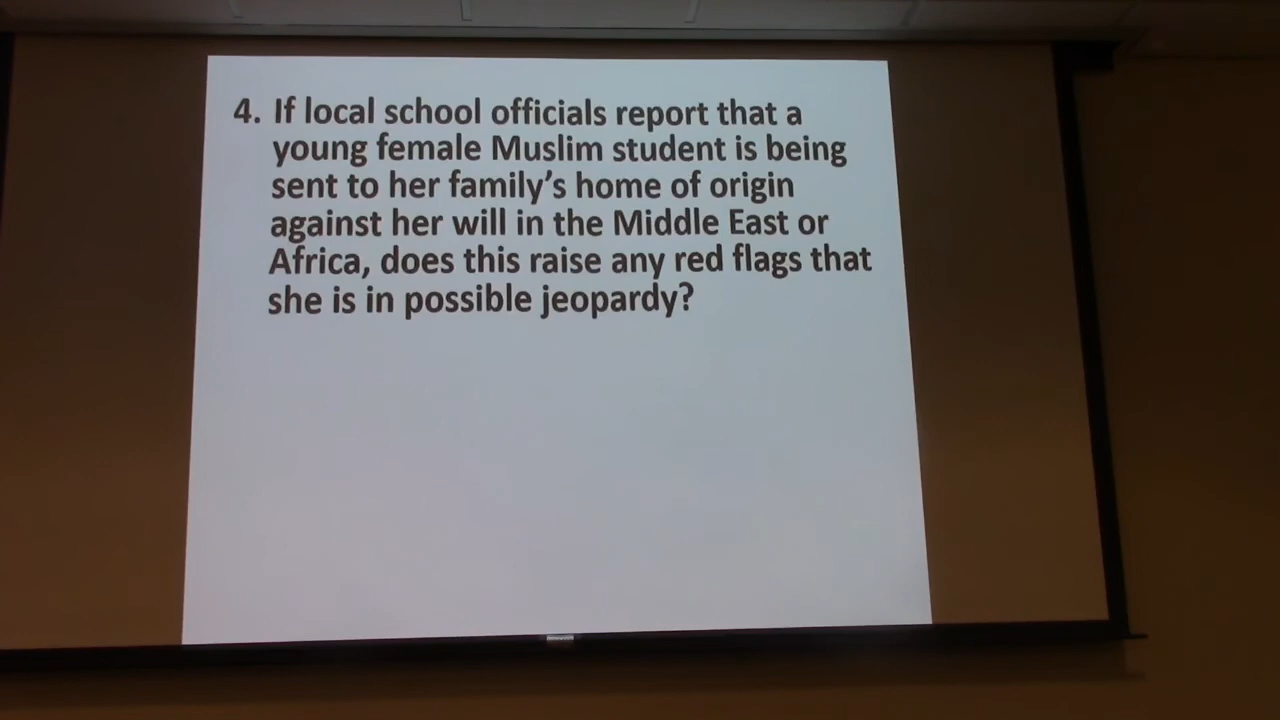 4. If local school officials report that a
young female Muslim student is being
sent to her family's home of origin
against her will in the Middle East or
Africa, does this raise any red flags that
she is in possible jeopardy?